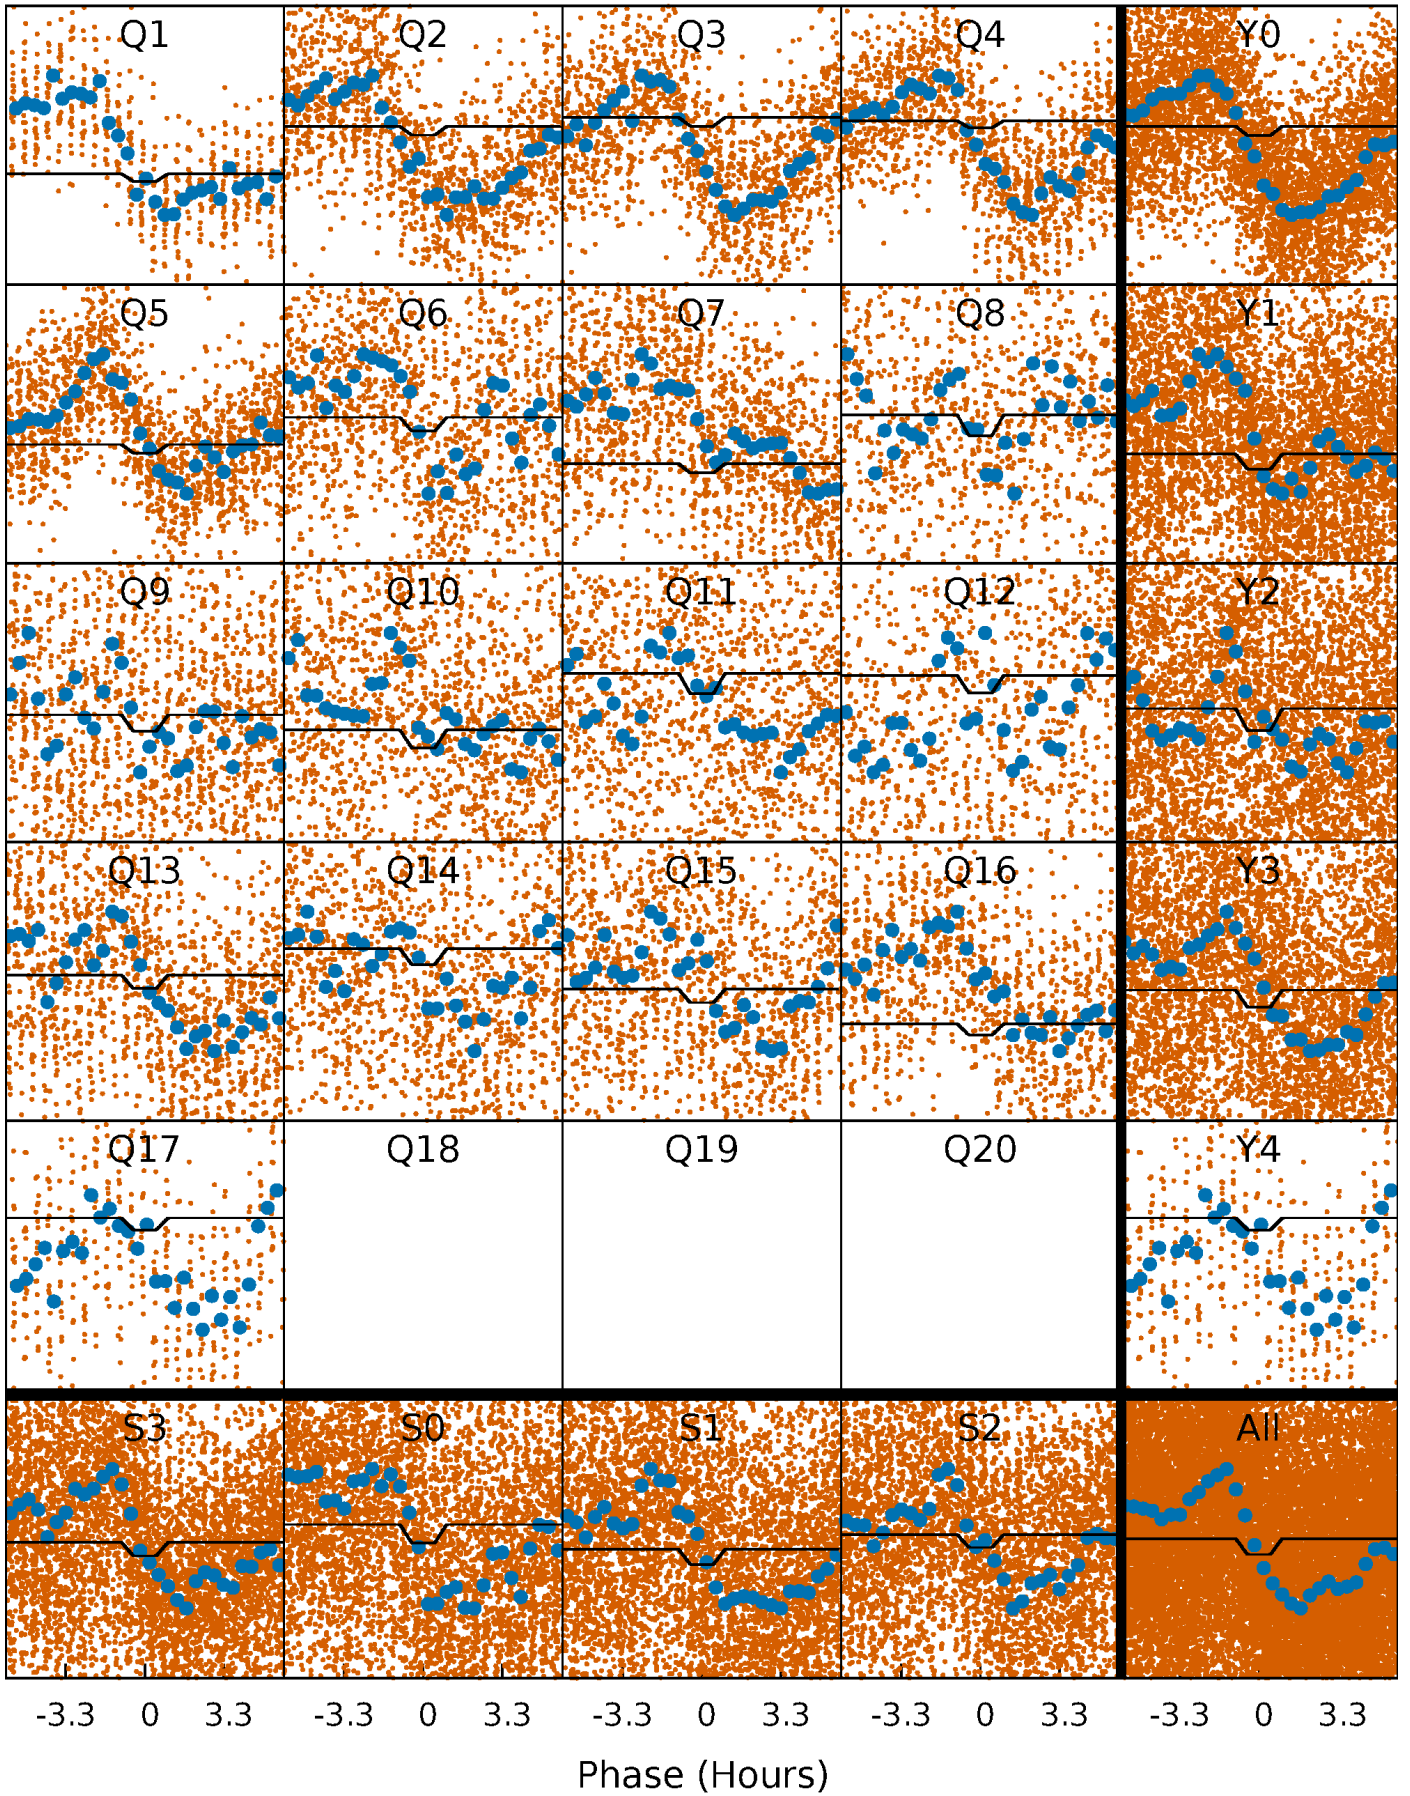 Q1 Q2 Q3 Q4 Y0
Q5 Q6 Q7 Q8 Y1
Q9 Q10 Q11 Q12 Y2
Q13 Q14 Q15 Q16 Y3
Q17 Q18 Q19 Q20 Y4
S3 S0 S1 S2 All
-3.3 0 3.3 -3.3 0 3.3 -3.3 0 3.3 -3.3 0 3.3 -3.3 0 3.3
Phase (Hours)